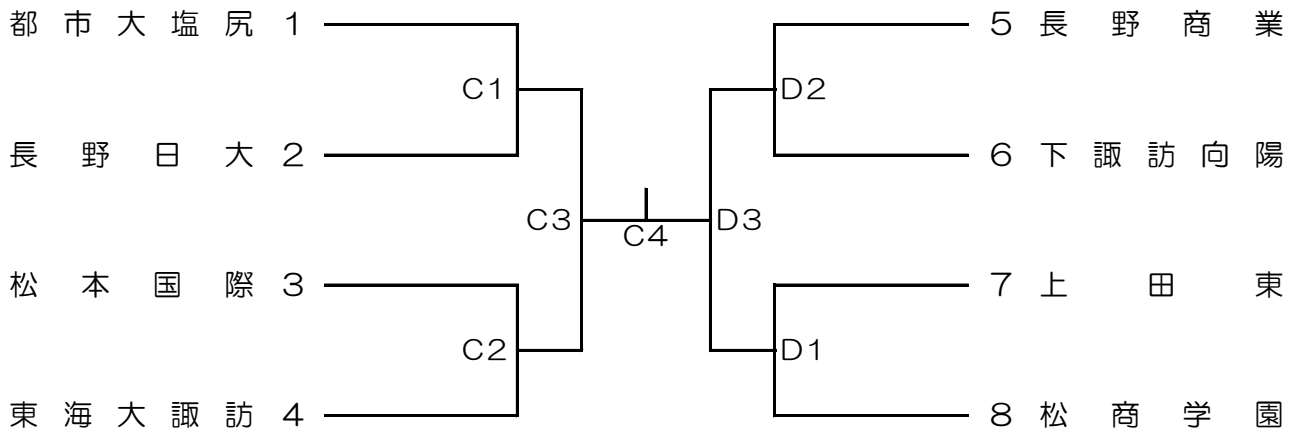 都市大塩尻 1
5 長野商業
C1
D2
長野日大 2
6 下諏訪向陽
C3
C4
D3
松本国際 3
7 上田東
C2
D1
東海大諏訪 4
8 松商学園